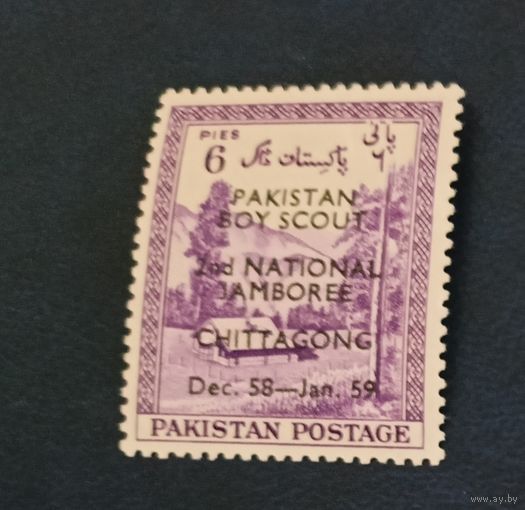 PIES
6 پاکستان ڈاک ۶ پائی
PAKISTAN
BOY SCOUT
2nd NATIONAL
JAMBOREE
CHITTAGONG
Dec. 58—Jan. 59
PAKISTAN POSTAGE
www.ay.by